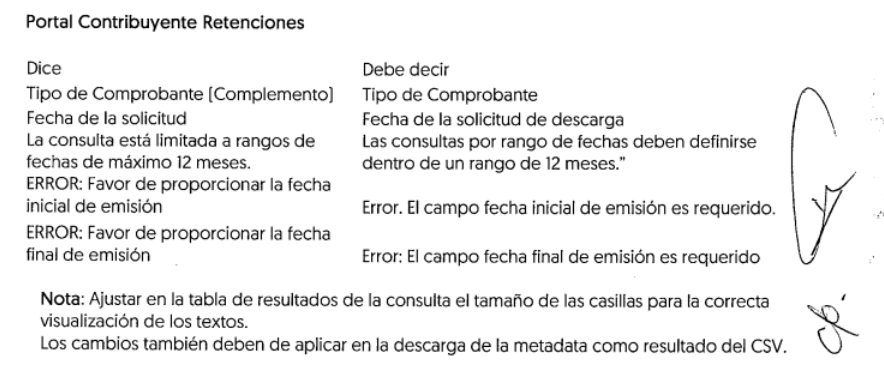 Portal Contribuyente Retenciones
Dice
Debe decir
Tipo de Comprobante (Complemento)
Tipo de Comprobante
Fecha de la solicitud
Fecha de la solicitud de descarga
La consulta está limitada a rangos de
fechas de máximo 12 meses.
Las consultas por rango de fechas deben definirse
dentro de un rango de 12 meses."
ERROR: Favor de proporcionar la fecha
inicial de emisión
Error. El campo fecha inicial de emisión es requerido.
ERROR: Favor de proporcionar la fecha
final de emisión
Error: El campo fecha final de emisión es requerido
Nota: Ajustar en la tabla de resultados de la consulta el tamaño de las casillas para la correcta
visualización de los textos.
Los cambios también deben de aplicar en la descarga de la metadata como resultado del CSV.